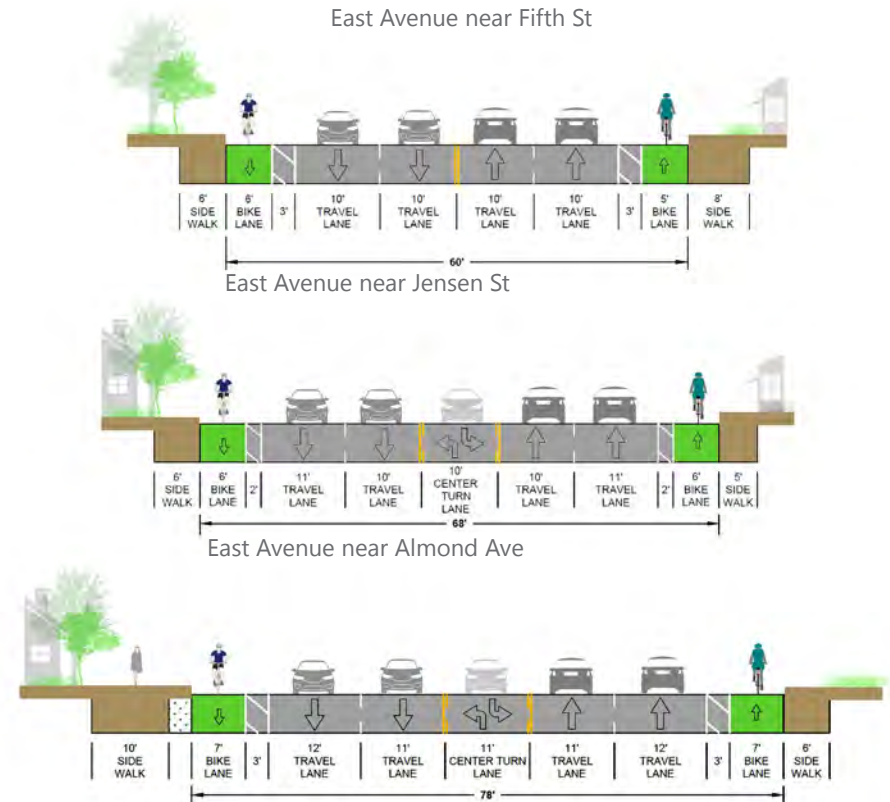 East Avenue near Fifth St
6' SIDE WALK
6' BIKE LANE
3'
10' TRAVEL LANE
10' TRAVEL LANE
10' TRAVEL LANE
10' TRAVEL LANE
3'
5' BIKE LANE
8' SIDE WALK
60'
East Avenue near Jensen St
6' SIDE WALK
6' BIKE LANE
2'
11' TRAVEL LANE
10' TRAVEL LANE
10' CENTER TURN LANE
10' TRAVEL LANE
11' TRAVEL LANE
2'
6' BIKE LANE
5' SIDE WALK
68'
East Avenue near Almond Ave
10' SIDE WALK
7' BIKE LANE
3'
12' TRAVEL LANE
11' TRAVEL LANE
11' CENTER TURN LANE
11' TRAVEL LANE
12' TRAVEL LANE
3'
7' BIKE LANE
6' SIDE WALK
78'